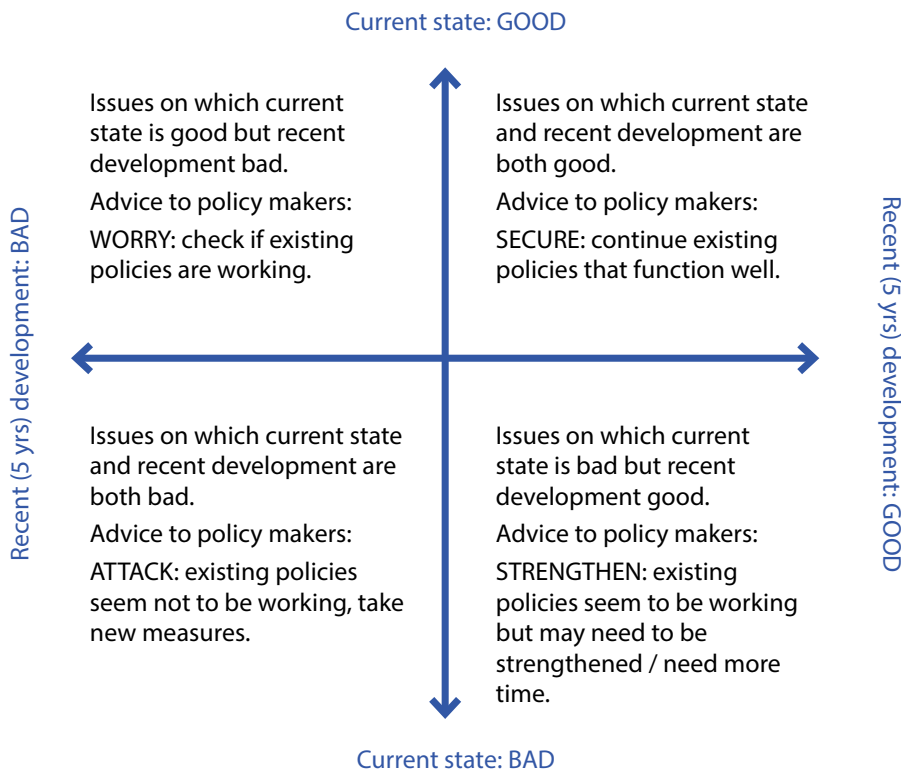 Current state: GOOD
Issues on which current
state is good but recent
development bad.
Advice to policy makers:
WORRY: check if existing
policies are working.
Issues on which current state
and recent development are
both good.
Advice to policy makers:
SECURE: continue existing
policies that function well.
Recent (5 yrs) development: BAD
Recent (5 yrs) development: GOOD
Issues on which current state
and recent development are
both bad.
Advice to policy makers:
ATTACK: existing policies
seem not to be working, take
new measures.
Issues on which current
state is bad but recent
development good.
Advice to policy makers:
STRENGTHEN: existing
policies seem to be working
but may need to be
strengthened / need more
time.
Current state: BAD